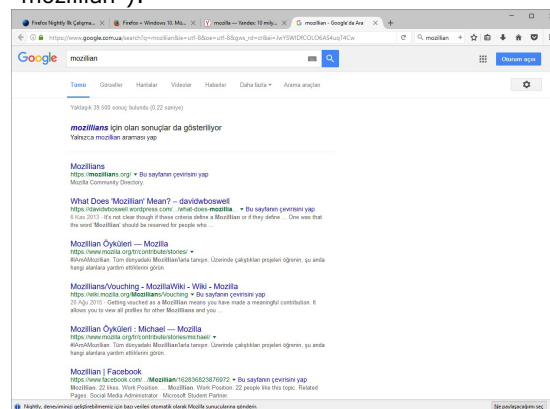 mozillian").
Firefox Nightly İlk Çalışma...
Firefox + Windows 10. Mü...
mozilla — Yandex: 10 mily...
mozillian - Google'da Ara
https://www.google.com.ua/search?q=mozillian&ie=utf-8&oe=utf-8&gws_rd=cr&ei=JwY5WIDfCOLO6AS4uqT4Cw
mozillian
Google
mozillian
Oturum açın
Tümü Görseller Haritalar Videolar Haberler Daha fazla Arama araçları
Yaklaşık 39.500 sonuç bulundu (0,22 saniye)
mozillians için olan sonuçlar da gösteriliyor
Yalnızca mozillian araması yap
Mozillians
https://mozillians.org/ Bu sayfanın çevirisini yap
Mozilla Community Directory.
What Does 'Mozillian' Mean? – davidwboswell
https://davidwboswell.wordpress.com/.../what-does-mozilla... Bu sayfanın çevirisini yap
6 Kas 2013 - It's not clear though if these criteria define a Mozillian or if they define ... One was that
the word 'Mozillian' should be reserved for people who ...
Mozillian Öyküleri — Mozilla
https://www.mozilla.org/tr/contribute/stories/
#IAmAMozillian. Tüm dünyadaki Mozillian'larla tanışın. Üzerinde çalıştıkları projeleri öğrenin, şu anda
hangi alanlara yardım ettiklerini görün.
Mozillians/Vouching - MozillaWiki - Wiki - Mozilla
https://wiki.mozilla.org/Mozillians/Vouching Bu sayfanın çevirisini yap
20 Ağu 2015 - Getting vouched as a Mozillian means you have made a meaningful contribution. It
allows you to view all profiles for other Mozillians and you ...
Mozillian Öyküleri : Michael — Mozilla
https://www.mozilla.org/tr/contribute/stories/michael/
#IAmAMozillian. Tüm dünyadaki Mozillian'larla tanışın. Üzerinde çalıştıkları projeleri öğrenin, şu anda
hangi alanlara yardım ettiklerini görün.
Mozillian | Facebook
https://www.facebook.com/.../Mozillian/162836823876972 Bu sayfanın çevirisini yap
Mozillian. 22 likes. Work Position. ... Mozillian. Work Position. 22 people like this topic. Related
Pages. Social Media Administrator · Microsoft Student Partner.
Nightly, deneyiminizi geliştirebilmemiz için bazı verileri otomatik olarak Mozilla sunucularına gönderir.
Ne paylaşacağımı seç